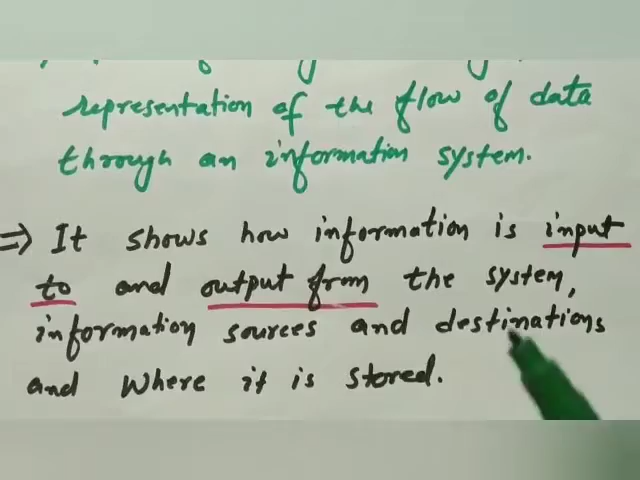 representation of the flow of data
through an information system.
⇒ It shows how information is input
to and output from the system,
information sources and destinations
and where it is stored.